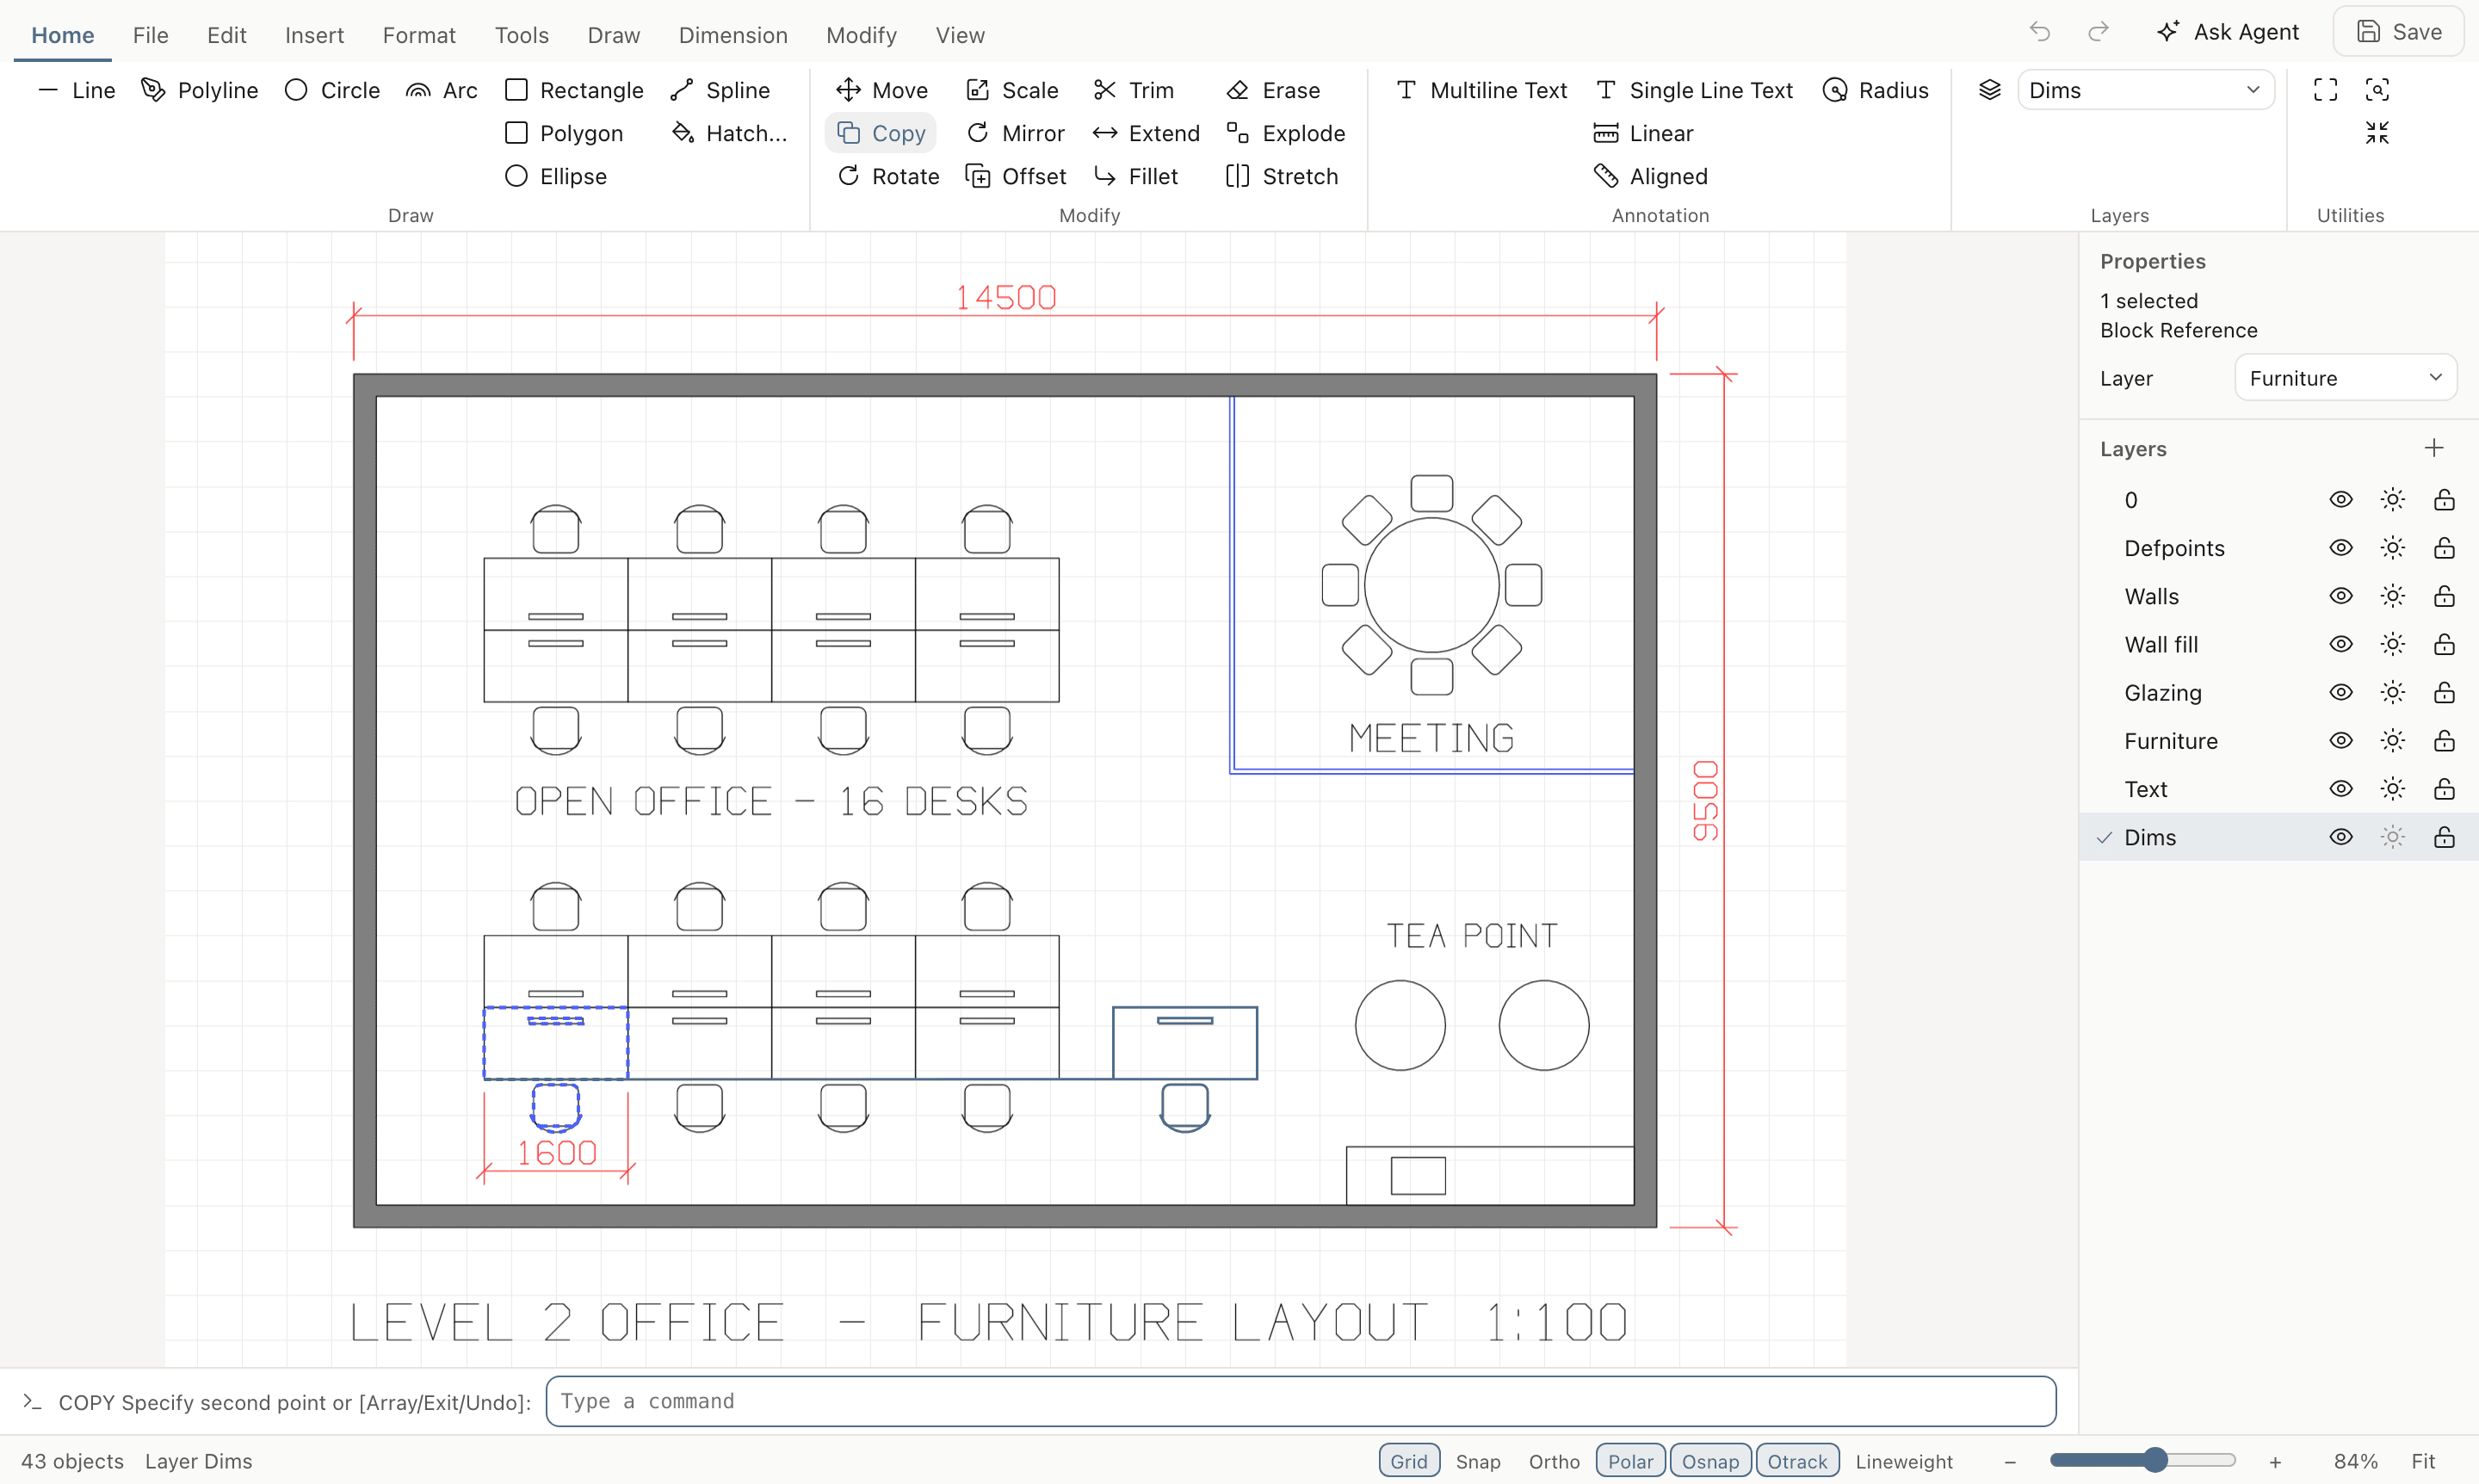 Home File Edit Insert Format Tools Draw Dimension Modify View Ask Agent Save
Line Polyline Circle Arc Rectangle Spline Move Scale Trim Erase Multiline Text Single Line Text Radius Dims
Polygon Hatch... Copy Mirror Extend Explode Linear
Ellipse Rotate Offset Fillet Stretch Aligned
Draw Modify Annotation Layers Utilities
Properties
1 selected
Block Reference
Layer Furniture
Layers
0
Defpoints
Walls
Wall fill
Glazing
Furniture
Text
Dims
14500
9500
MEETING
OPEN OFFICE - 16 DESKS
TEA POINT
1600
LEVEL 2 OFFICE - FURNITURE LAYOUT 1:100
COPY Specify second point or [Array/Exit/Undo]: Type a command
43 objects Layer Dims Grid Snap Ortho Polar Osnap Otrack Lineweight − + 84% Fit